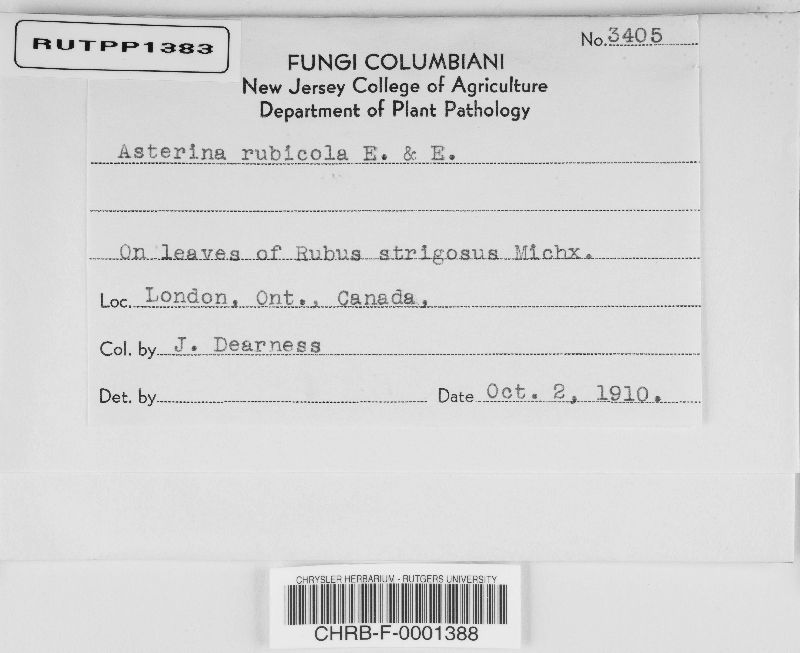 RUTPP1383
No. 3405
FUNGI COLUMBIANI
New Jersey College of Agriculture
Department of Plant Pathology
Asterina rubicola E. & E.
On leaves of Rubus strigosus Michx.
Loc. London, Ont., Canada,
Col. by J. Dearness
Det. by
Date Oct. 2, 1910.
CHRYSLER HERBARIUM - RUTGERS UNIVERSITY
CHRB-F-0001388